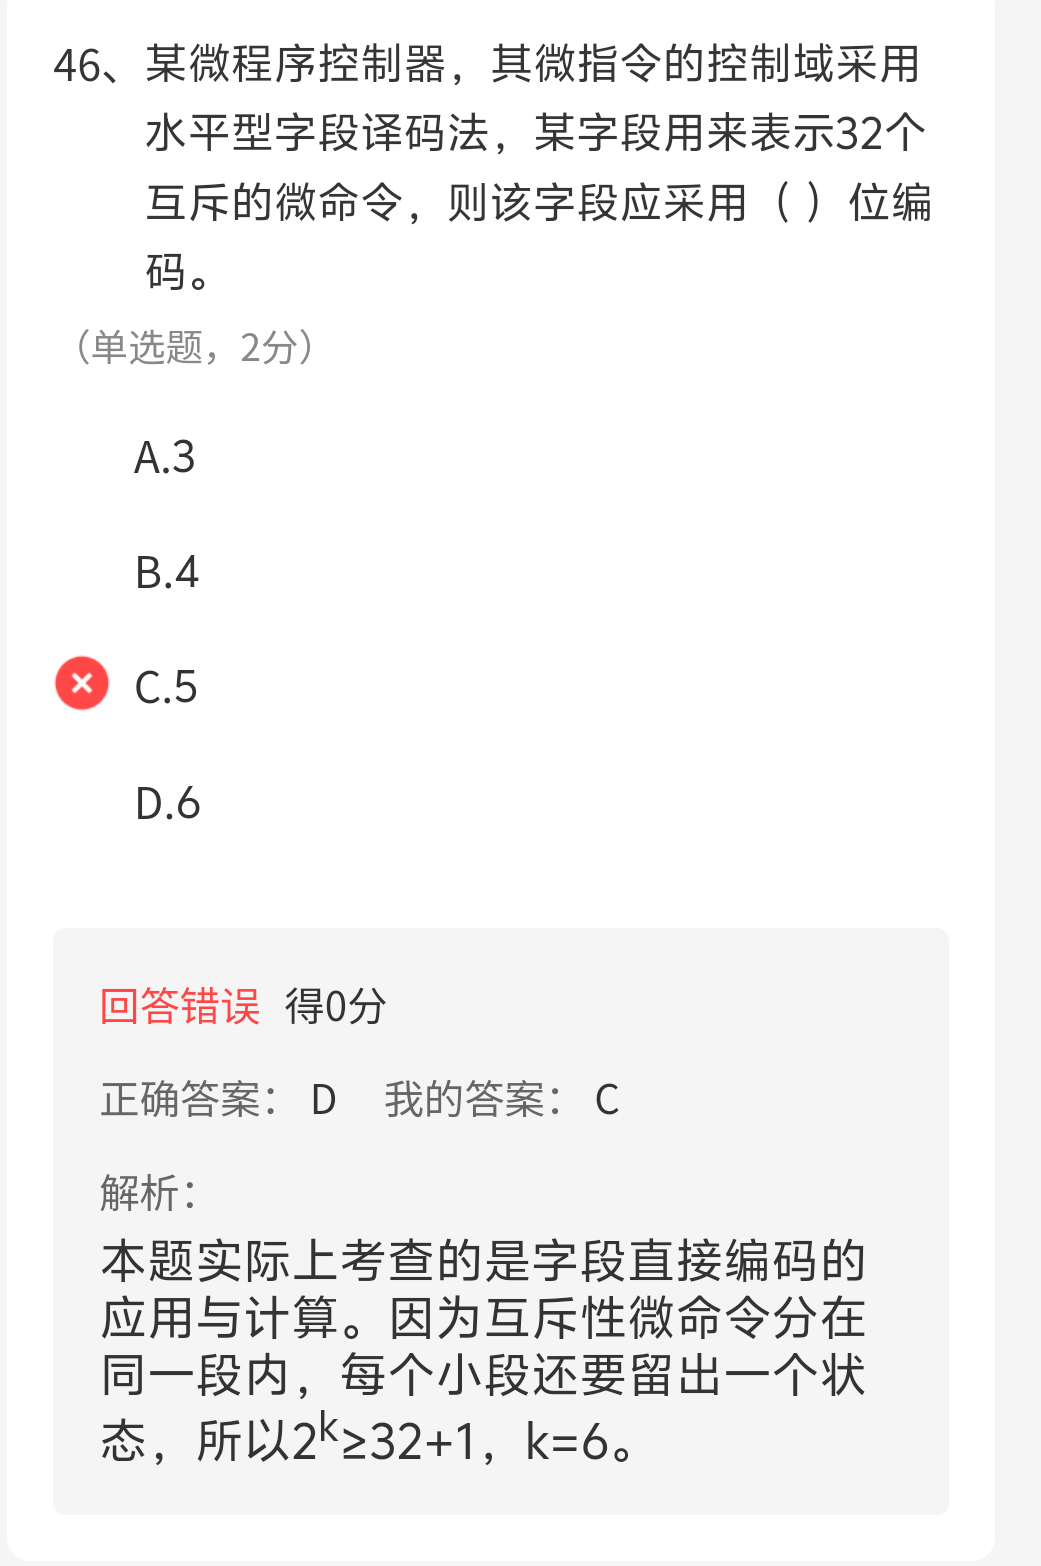 46、某微程序控制器，其微指令的控制域采用
水平型字段译码法，某字段用来表示32个
互斥的微命令，则该字段应采用（ ）位编
码。
（单选题，2分）
A.3
B.4
C.5
D.6
回答错误 得0分
正确答案： D 我的答案： C
解析：
本题实际上考查的是字段直接编码的
应用与计算。因为互斥性微命令分在
同一段内，每个小段还要留出一个状
态，所以2^k≥32+1，k=6。